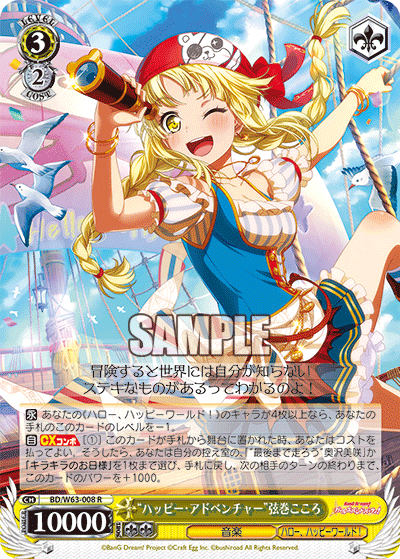 LEVEL
3
2
COST
SAMPLE
冒険すると世界には自分が知らない
ステキなものがあるってわかるのよ!
永 あなたの《ハロー、ハッピーワールド!》のキャラが4枚以上なら、あなたの
手札のこのカードのレベルを-1。
自 CXコンボ [①] このカードが手札から舞台に置かれた時、あなたはコストを
払ってよい。そうしたら、あなたは自分の控え室の、「“最後まで走ろう”奥沢美咲」
か「キラキラのお日様」を1枚まで選び、手札に戻し、次の相手のターンの終わりまで、
CH BD/W63-008 R
10000
“ハッピー・アドベンチャー”弦巻こころ
音楽
ハロー、ハッピーワールド!
©BanG Dream! Project ©Craft Egg Inc. ©bushiroad All Rights Reserved.